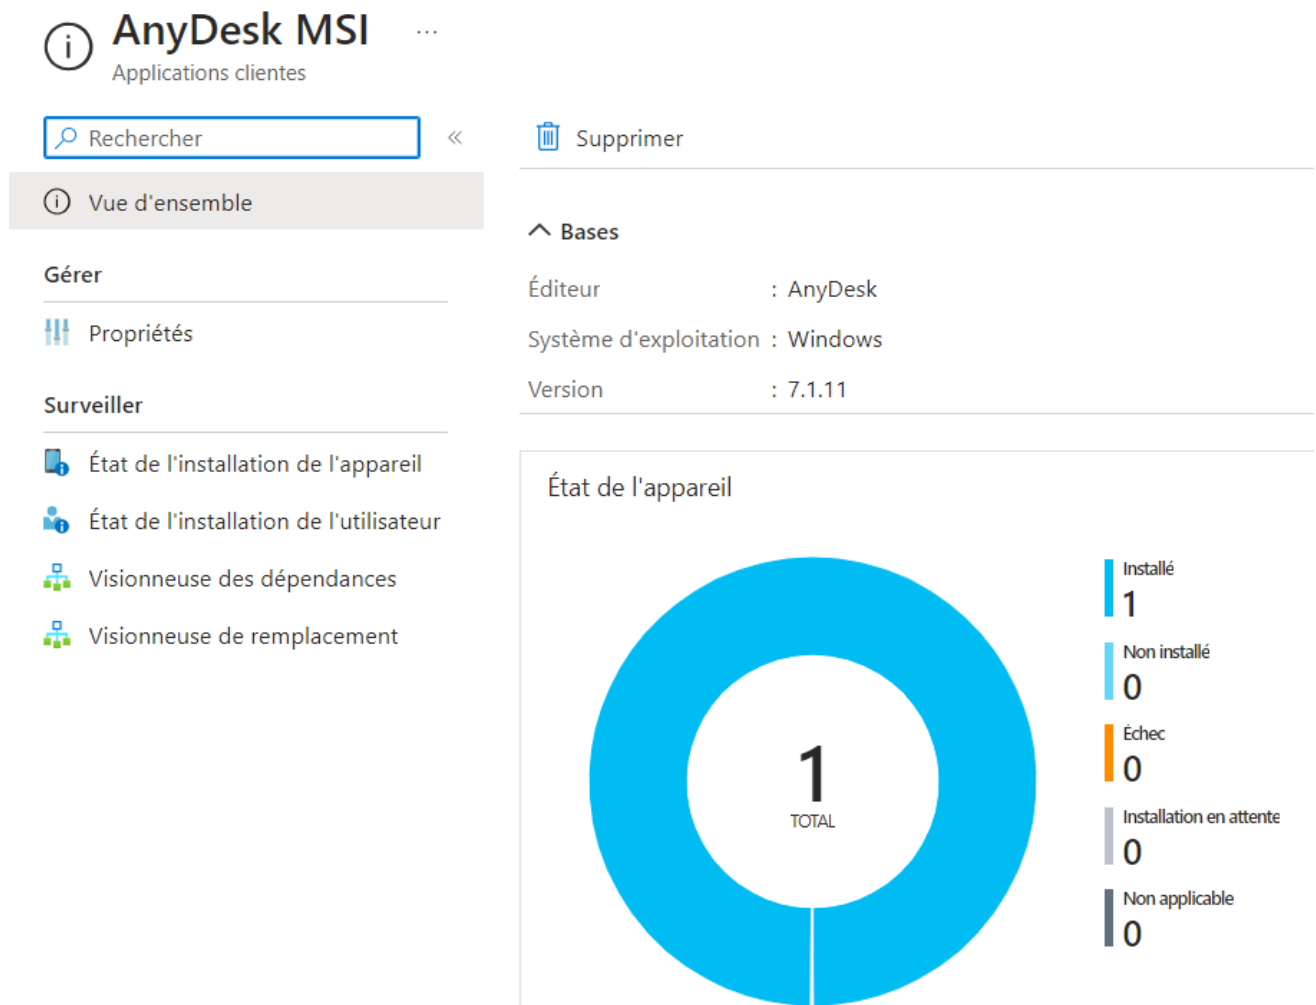 AnyDesk MSI ...
Applications clientes
Rechercher
«
Supprimer
Vue d'ensemble
Gérer
Propriétés
Surveiller
État de l'installation de l'appareil
État de l'installation de l'utilisateur
Visionneuse des dépendances
Visionneuse de remplacement
Bases
Éditeur : AnyDesk
Système d'exploitation : Windows
Version : 7.1.11
État de l'appareil
1
TOTAL
Installé
1
Non installé
0
Échec
0
Installation en attente
0
Non applicable
0